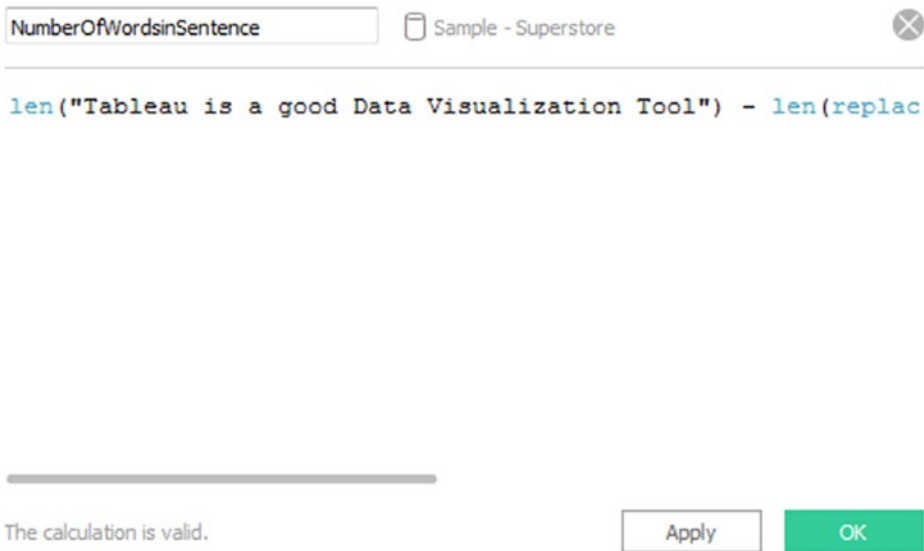 NumberOfWordsinSentence Sample - Superstore
len("Tableau is a good Data Visualization Tool") - len(replac
The calculation is valid. Apply OK